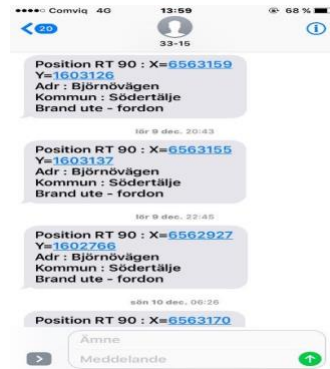 Comviq 4G 13:59 68 %
20
33-15
Position RT 90 : X=6563159
Y=1603126
Adr : Björnövägen
Kommun : Södertälje
Brand ute - fordon
lör 9 dec. 20:43
Position RT 90 : X=6563155
Y=1603137
Adr : Björnövägen
Kommun : Södertälje
Brand ute - fordon
lör 9 dec. 22:45
Position RT 90 : X=6562927
Y=1602766
Adr : Björnövägen
Kommun : Södertälje
Brand ute - fordon
sön 10 dec. 06:26
Position RT 90 : X=6563170
Ämne
Meddelande